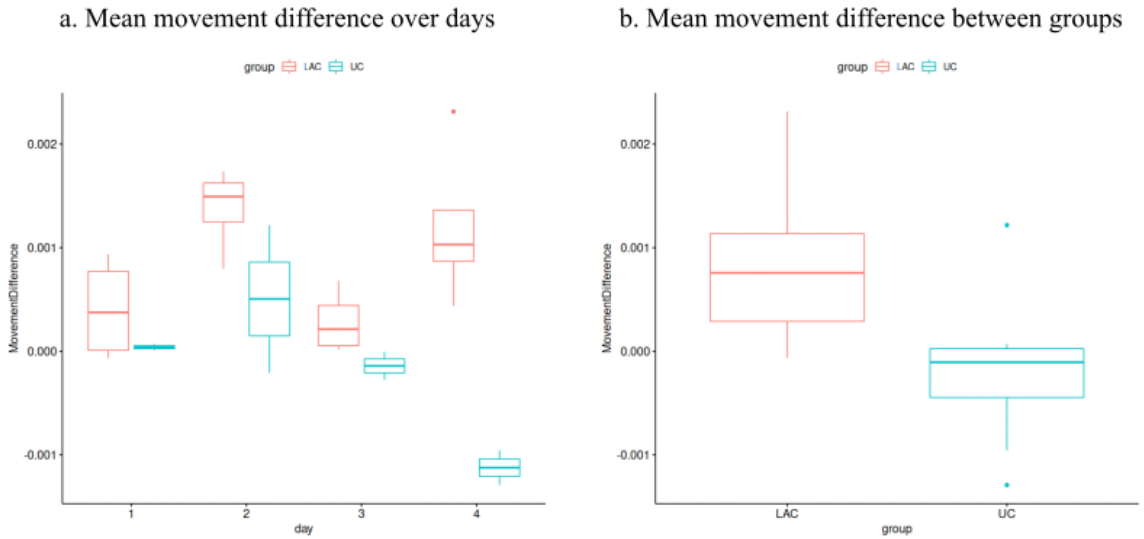 a. Mean movement difference over days
b. Mean movement difference between groups
group LAC UC
group LAC UC
MovementDifference
0.002
0.001
0.000
-0.001
1 2 3 4
day
MovementDifference
0.002
0.001
0.000
-0.001
LAC UC
group